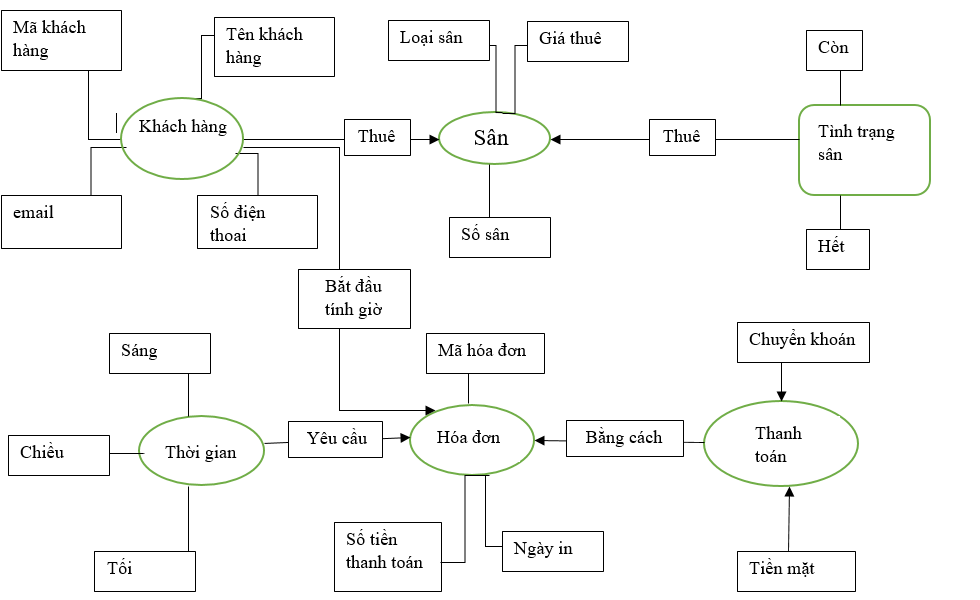 Mã khách
hàng
Tên khách
hàng
Loại sân
Giá thuê
Còn
Khách hàng
Thuê
Sân
Thuê
Tình trạng
sân
email
Số điện
thoai
Số sân
Hết
Bắt đầu
tính giờ
Sáng
Mã hóa đơn
Chuyển khoán
Chiều
Thời gian
Yêu cầu
Hóa đơn
Bằng cách
Thanh
toán
Tối
Số tiền
thanh toán
Ngày in
Tiền mặt